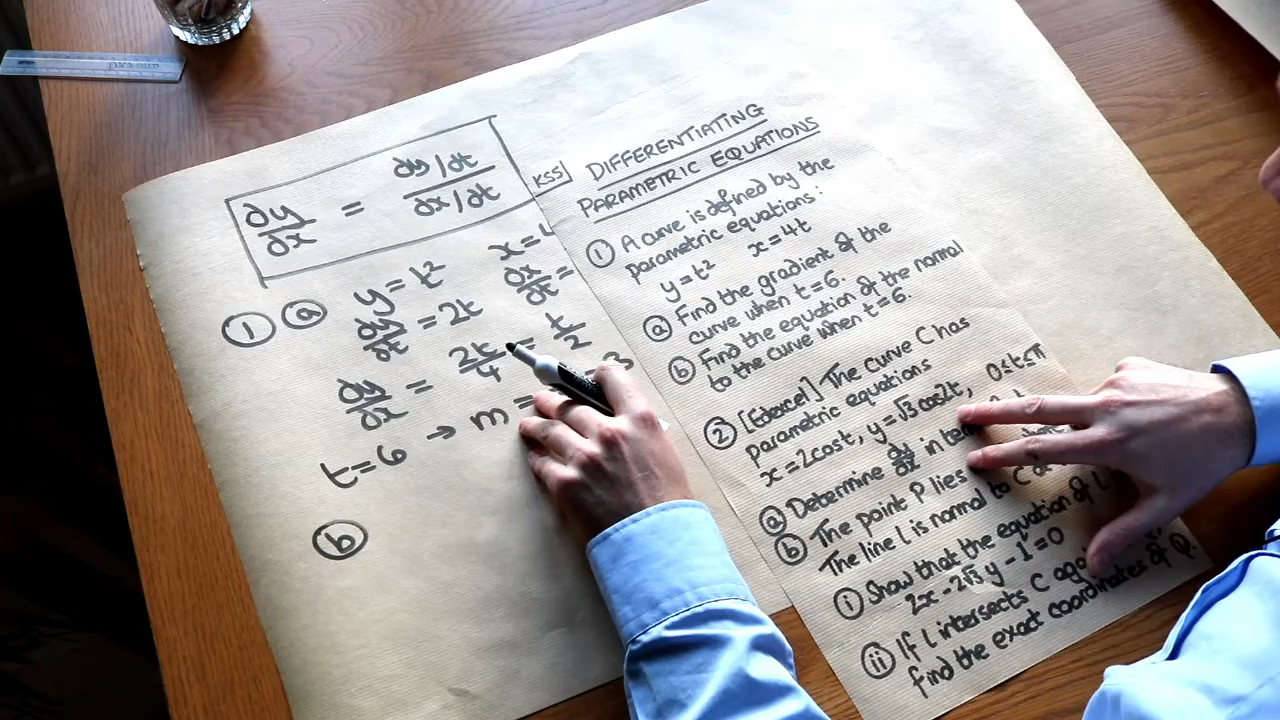 dy/dx = dy/dt / dx/dt
KS5
① ⓐ y = t² x =
dy/dt = 2t dx/dt =
dy/dx = 2t/4 = t/2
t = 6 → m = 3
ⓑ
DIFFERENTIATING
PARAMETRIC EQUATIONS
① A curve is defined by the
parametric equations:
y = t² x = 4t
ⓐ Find the gradient of the
curve when t = 6.
ⓑ Find the equation of the normal
to the curve when t = 6.
② [Edexcel] The curve C has
parametric equations
x = 2cost, y = √3 cos2t, 0 ≤ t ≤ π
ⓐ Determine dy/dx in
ⓑ The point P lies
The line l is normal to C
ⓘ Show that the equation of l
2x - 2√3 y - 1 = 0
ⓘⓘ If l intersects C
find the exact coordinates of Q.